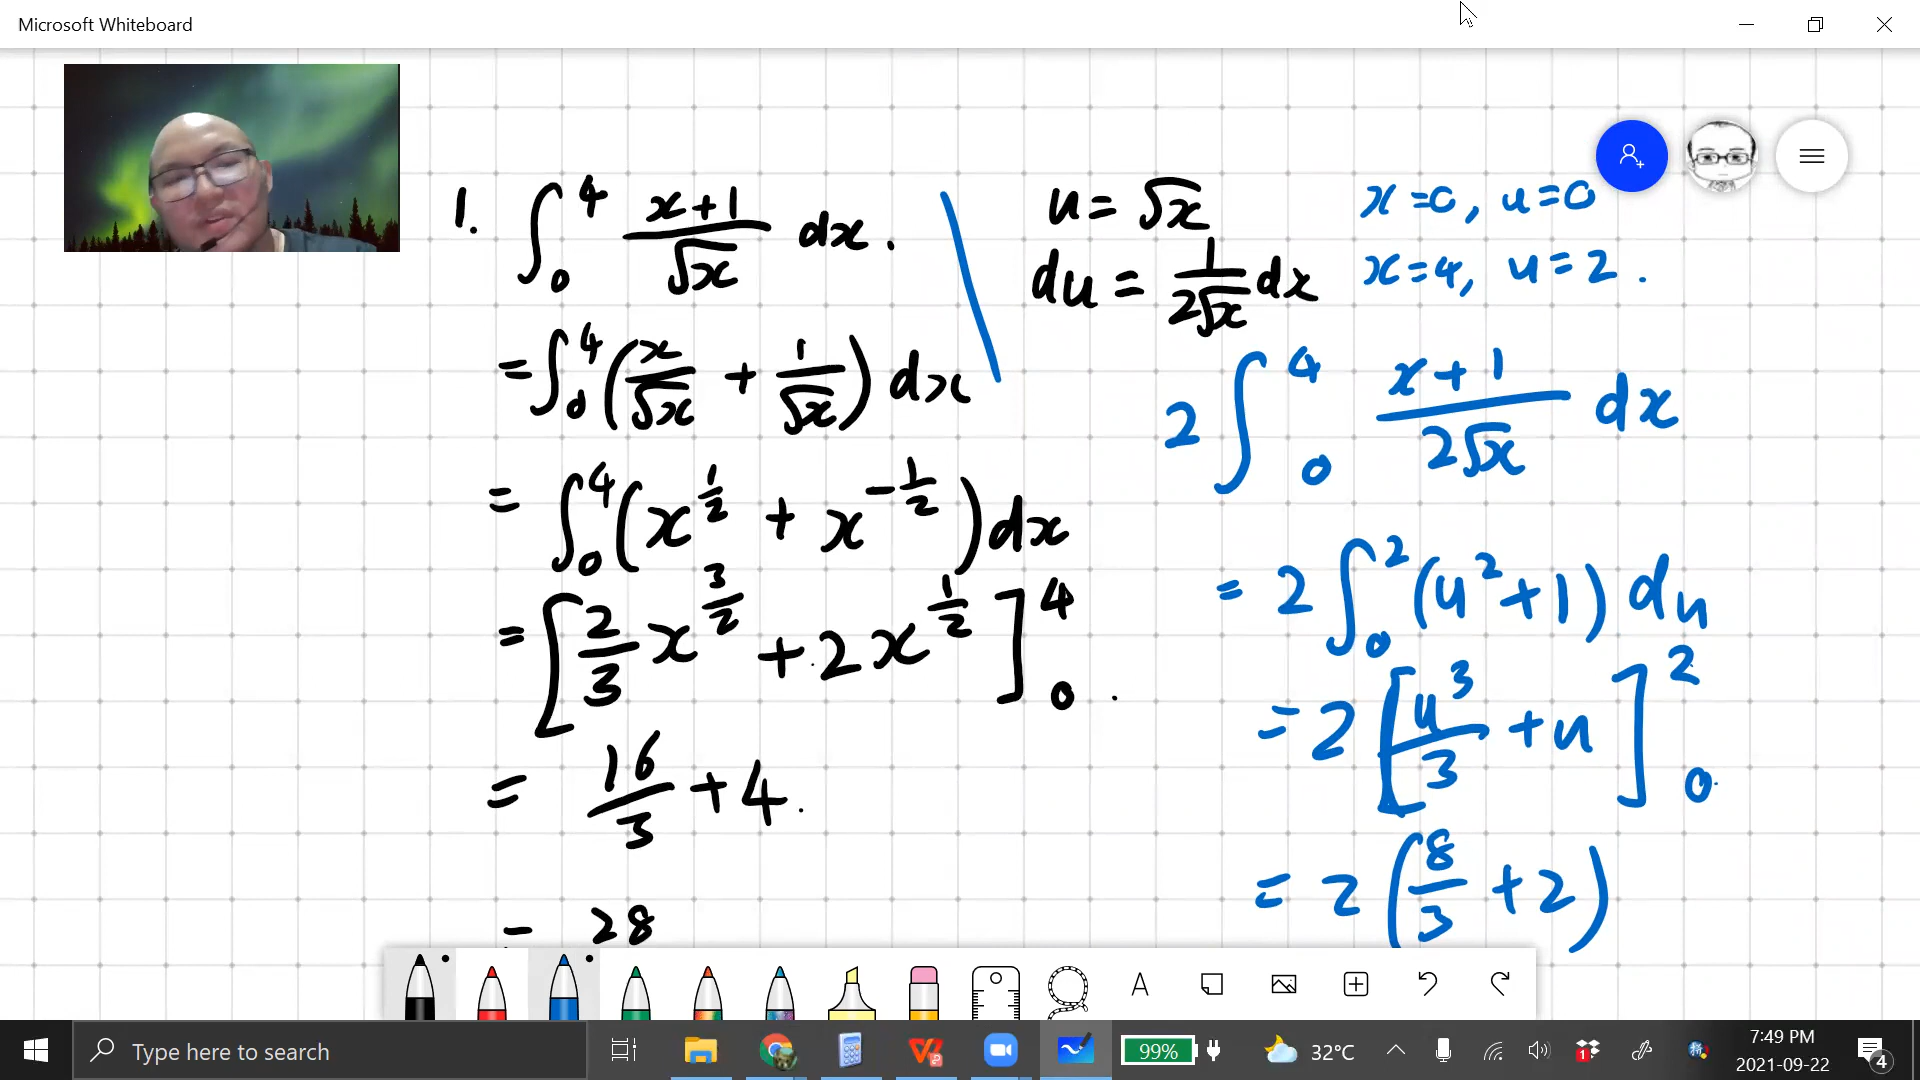 Microsoft Whiteboard
1. ∫₀⁴ (x+1)/√x dx.
= ∫₀⁴ (x/√x + 1/√x) dx
= ∫₀⁴ (x^(1/2) + x^(-1/2)) dx
= [2/3 x^(3/2) + 2x^(1/2)]₀⁴.
= 16/3 + 4.
= 28
u = √x
du = 1/(2√x) dx
x=0, u=0
x=4, u=2.
2 ∫₀⁴ (x+1)/(2√x) dx
= 2 ∫₀² (u²+1) du
= 2 [u³/3 + u]₀²
= 2 (8/3 + 2)
A
Type here to search
99%
32°C
1
7:49 PM
2021-09-22
4